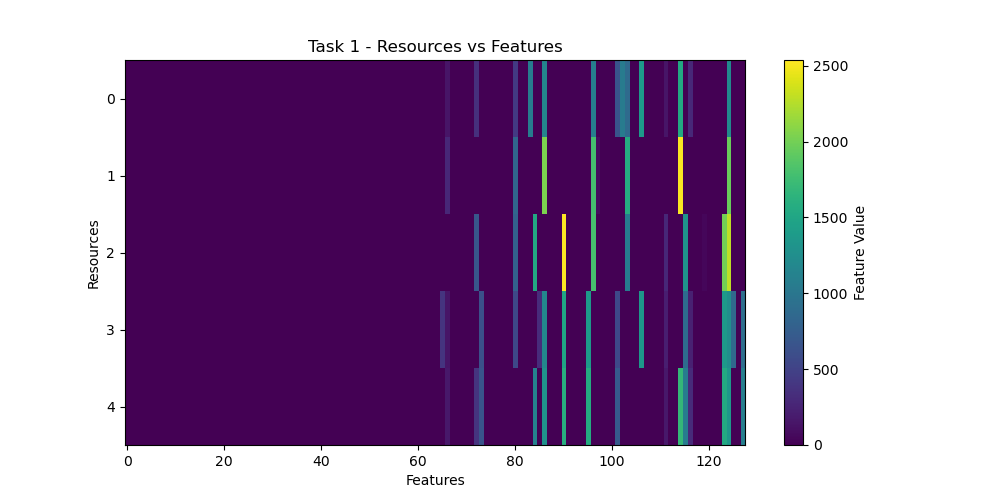 Task 1 - Resources vs Features
Resources
0
1
2
3
4
0 20 40 60 80 100 120
Features
2500
2000
1500
1000
500
0
Feature Value